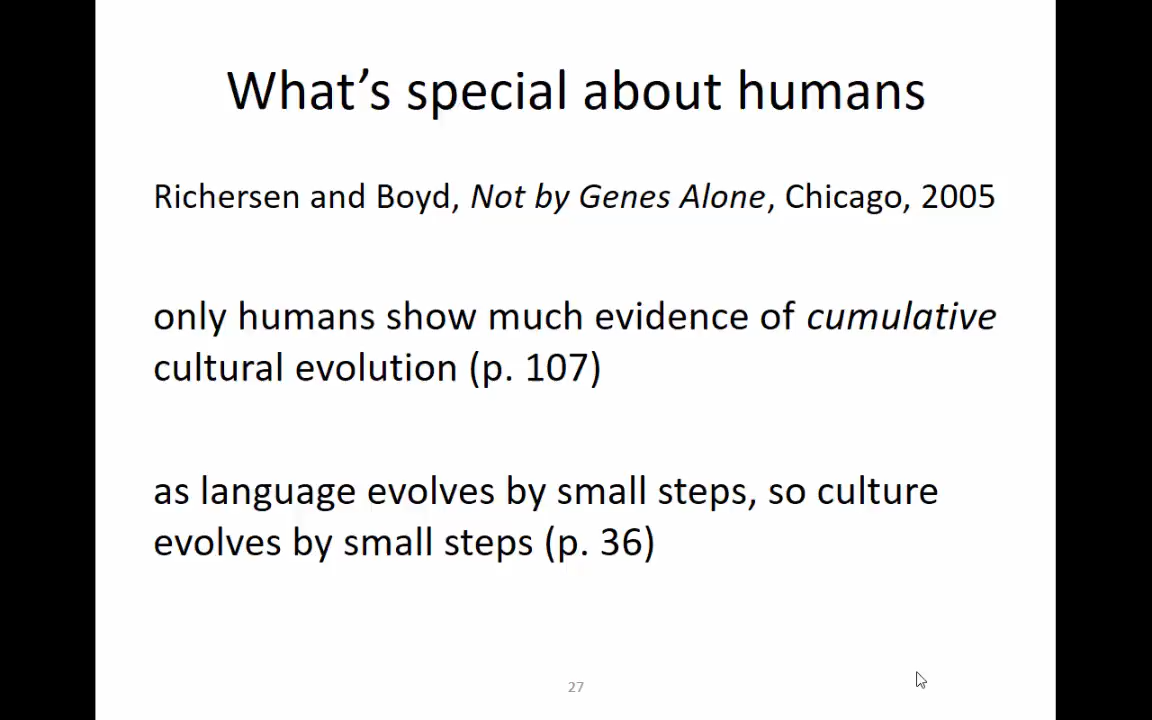 What's special about humans
Richersen and Boyd, Not by Genes Alone, Chicago, 2005
only humans show much evidence of cumulative
cultural evolution (p. 107)
as language evolves by small steps, so culture
evolves by small steps (p. 36)
27